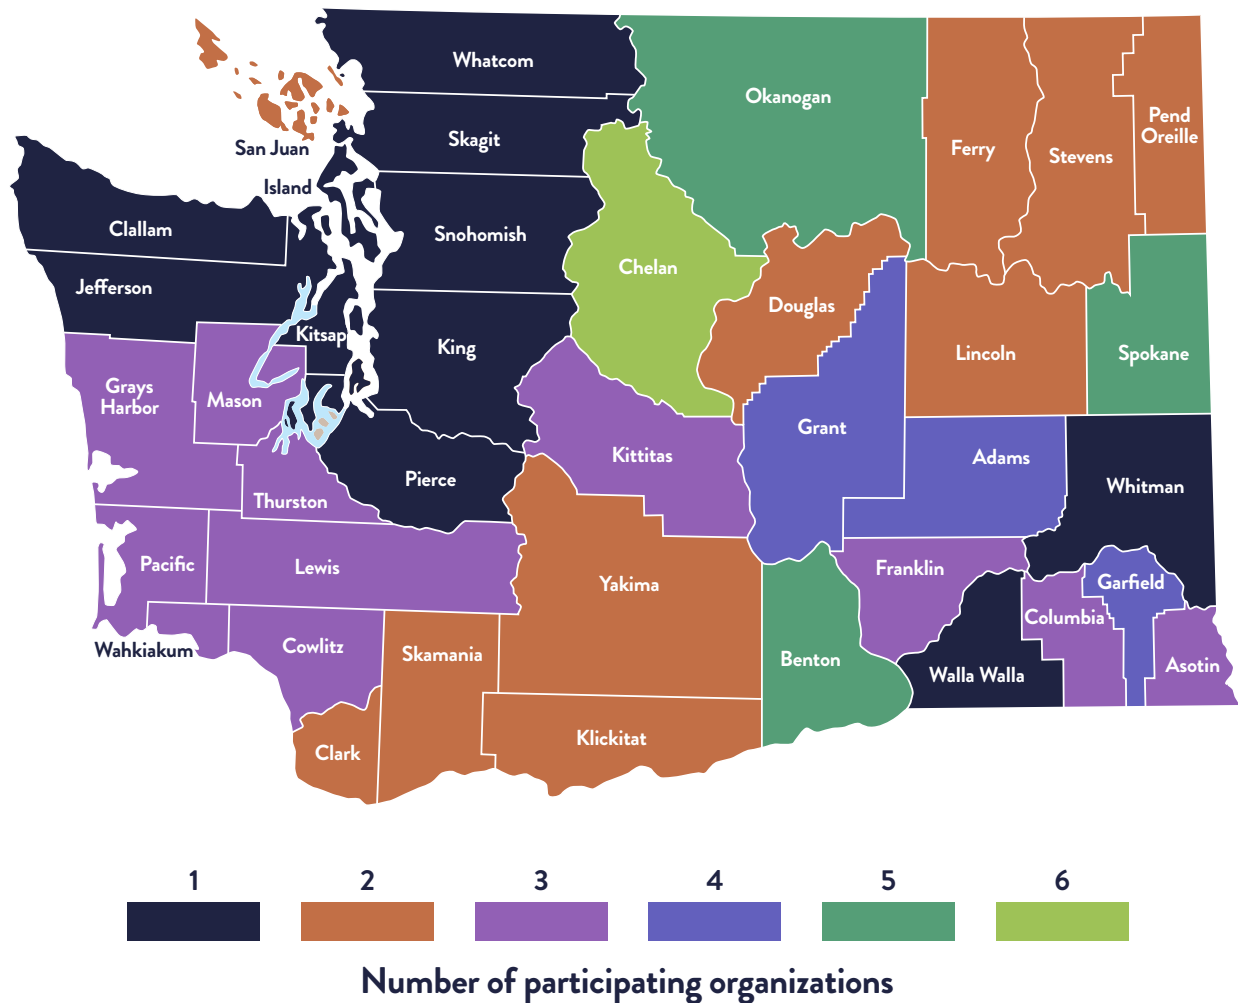 Whatcom
Okanogan
Ferry
Stevens
Pend
Oreille
Skagit
San Juan
Island
Clallam
Snohomish
Chelan
Jefferson
Douglas
Kitsap
King
Lincoln
Spokane
Grays
Harbor
Mason
Grant
Kittitas
Adams
Pierce
Whitman
Thurston
Pacific
Lewis
Yakima
Franklin
Garfield
Columbia
Wahkiakum
Cowlitz
Skamania
Benton
Walla Walla
Asotin
Clark
Klickitat
1 2 3 4 5 6
Number of participating organizations